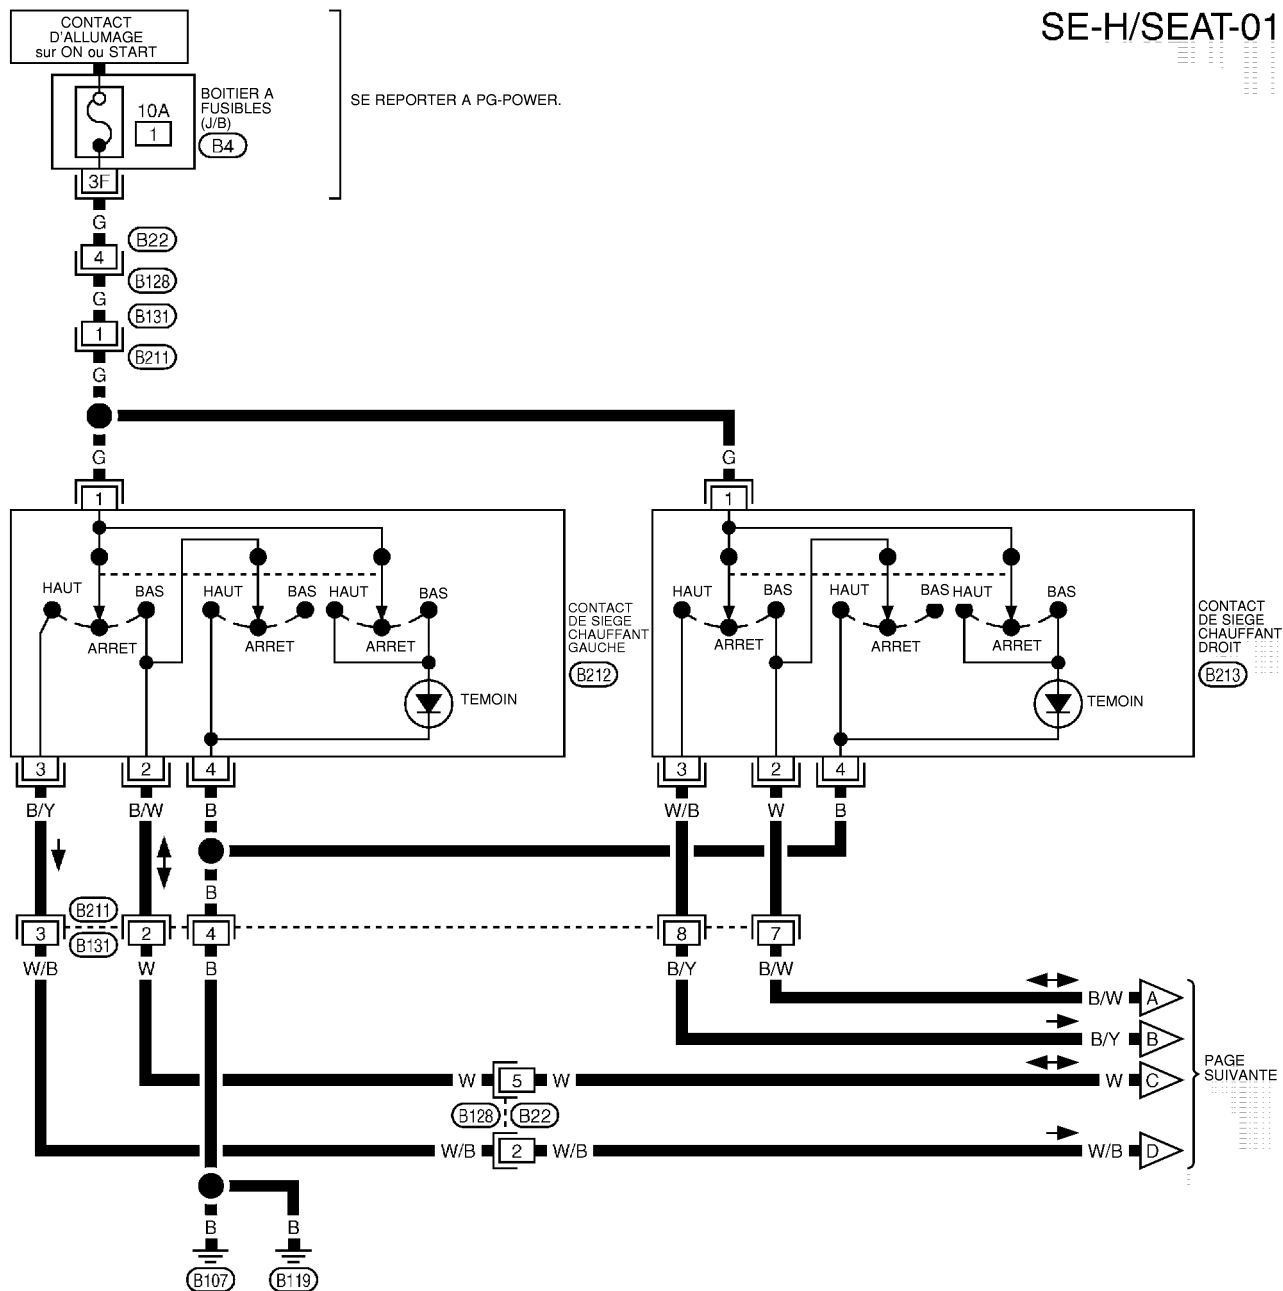 SE-H/SEAT-01
CONTACT
D'ALLUMAGE
sur ON ou START
BOITIER A
FUSIBLES
(J/B)
10A
1
B4
SE REPORTER A PG-POWER.
3F
G
B22
4
B128
G
B131
1
B211
G
G
G
1
1
HAUT
BAS
HAUT
BAS
HAUT
BAS
HAUT
BAS
HAUT
BAS
HAUT
BAS
ARRET
ARRET
ARRET
ARRET
ARRET
ARRET
CONTACT
DE SIEGE
CHAUFFANT
GAUCHE
B212
CONTACT
DE SIEGE
CHAUFFANT
DROIT
B213
TEMOIN
TEMOIN
3
2
4
3
2
4
B/Y
B/W
B
W/B
W
B
B
B211
3
B131
2
4
8
7
W/B
W
B
B/Y
B/W
B/W
A
B/Y
B
W
5
W
W
C
B128
B22
W/B
2
W/B
W/B
D
PAGE
SUIVANTE
B
B
B107
B119